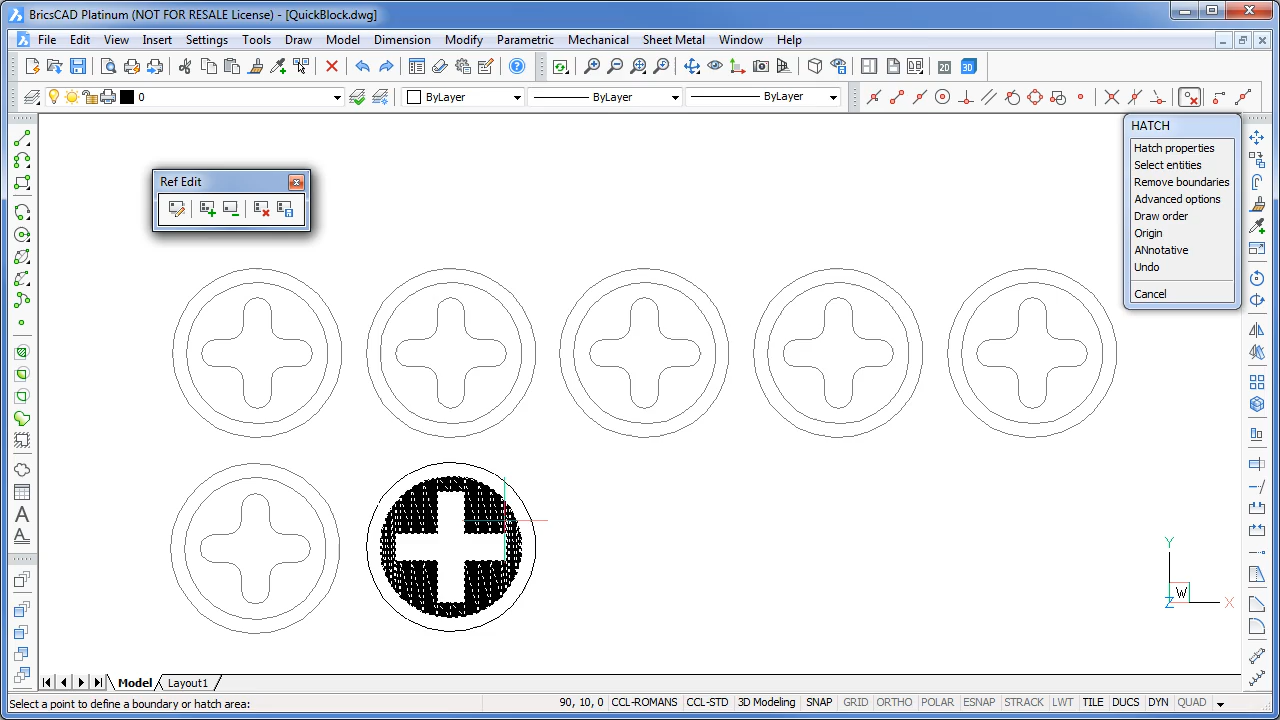 BricsCAD Platinum (NOT FOR RESALE License) - [QuickBlock.dwg]
File Edit View Insert Settings Tools Draw Model Dimension Modify Parametric Mechanical Sheet Metal Window Help
2D 3D
0 ByLayer ByLayer ByLayer
HATCH
Hatch properties
Select entities
Remove boundaries
Advanced options
Draw order
Origin
ANnotative
Undo
Cancel
Ref Edit
Y
W
Z X
Model Layout1
Select a point to define a boundary or hatch area: 90, 10, 0 CCL-ROMANS CCL-STD 3D Modeling SNAP GRID ORTHO POLAR ESNAP STRACK LWT TILE DUCS DYN QUAD